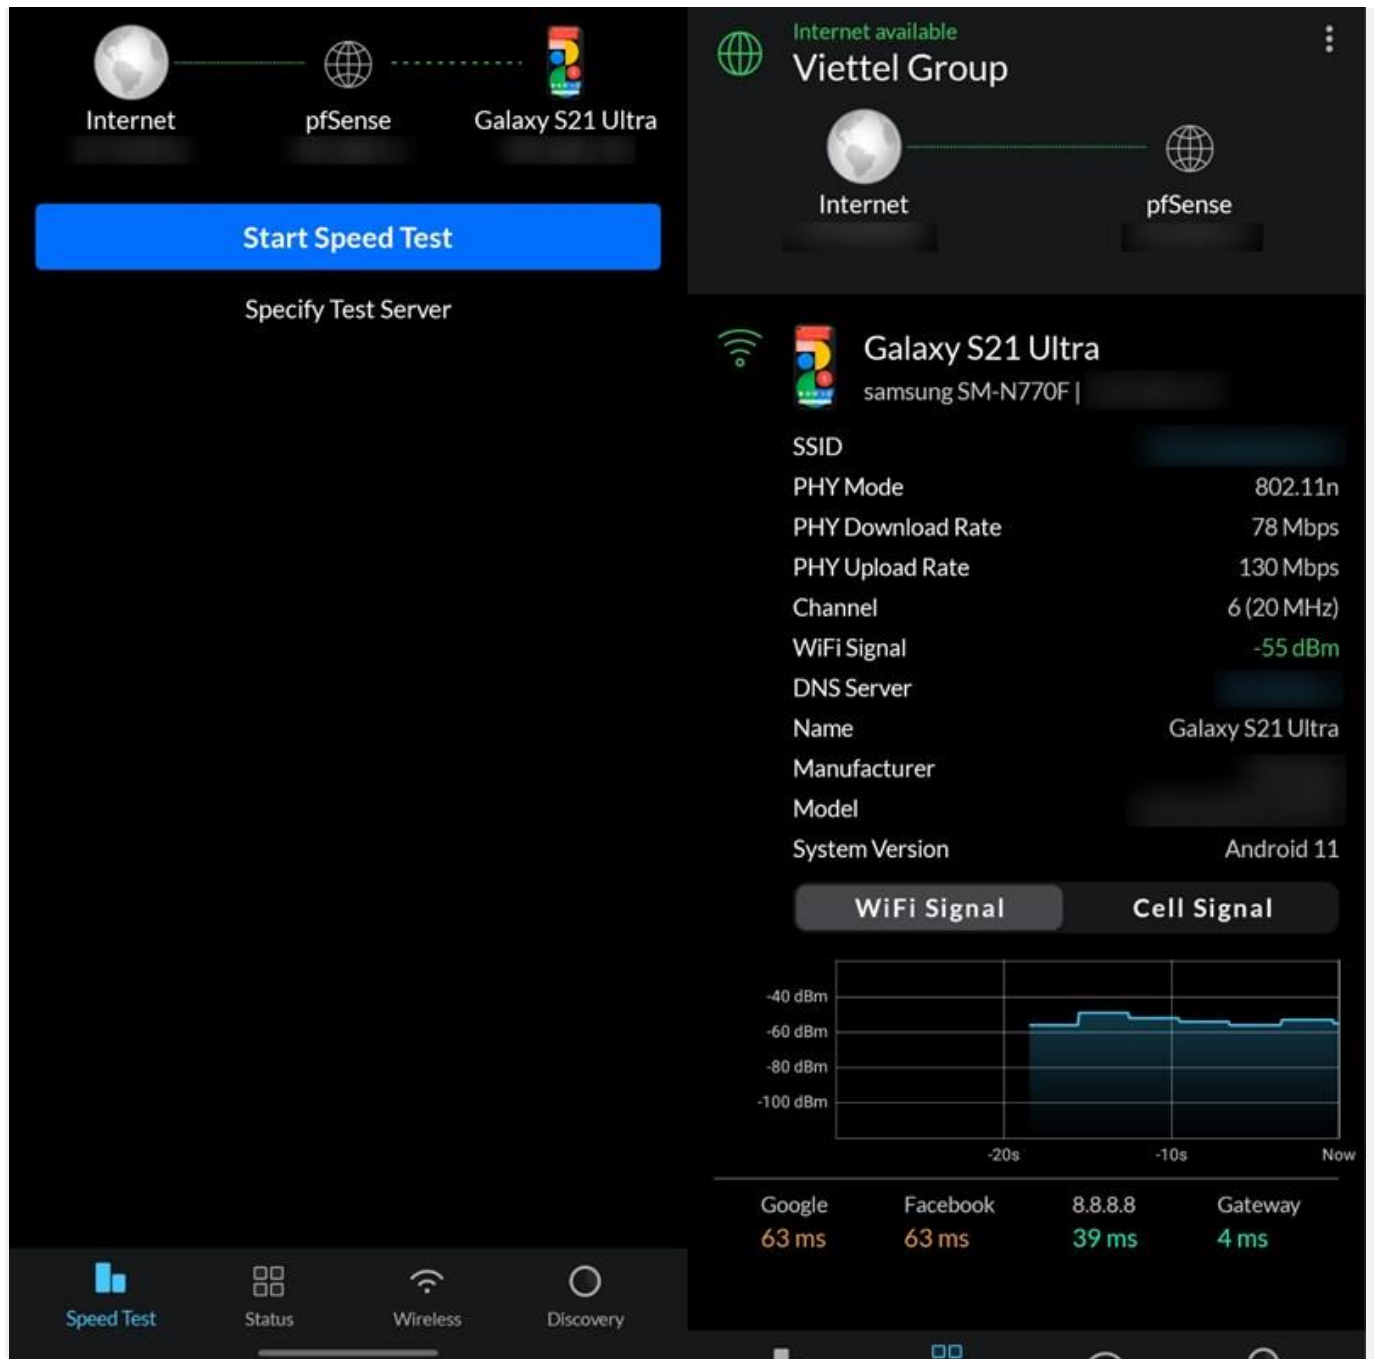 Internet
pfSense
Galaxy S21 Ultra
Start Speed Test
Specify Test Server
Speed Test
Status
Wireless
Discovery
Internet available
Viettel Group
Internet
pfSense
Galaxy S21 Ultra
samsung SM-N770F |
SSID
PHY Mode 802.11n
PHY Download Rate 78 Mbps
PHY Upload Rate 130 Mbps
Channel 6 (20 MHz)
WiFi Signal -55 dBm
DNS Server
Name Galaxy S21 Ultra
Manufacturer
Model
System Version Android 11
WiFi Signal Cell Signal
-40 dBm
-60 dBm
-80 dBm
-100 dBm
-20s -10s Now
Google Facebook 8.8.8.8 Gateway
63 ms 63 ms 39 ms 4 ms